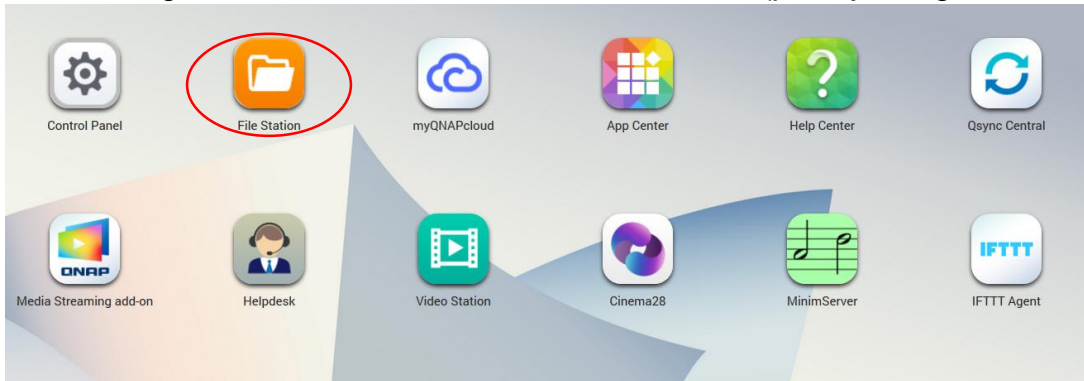 Control Panel
File Station
myQNAPcloud
App Center
Help Center
Qsync Central
QNAP
IFTTT
Media Streaming add-on
Helpdesk
Video Station
Cinema28
MinimServer
IFTTT Agent